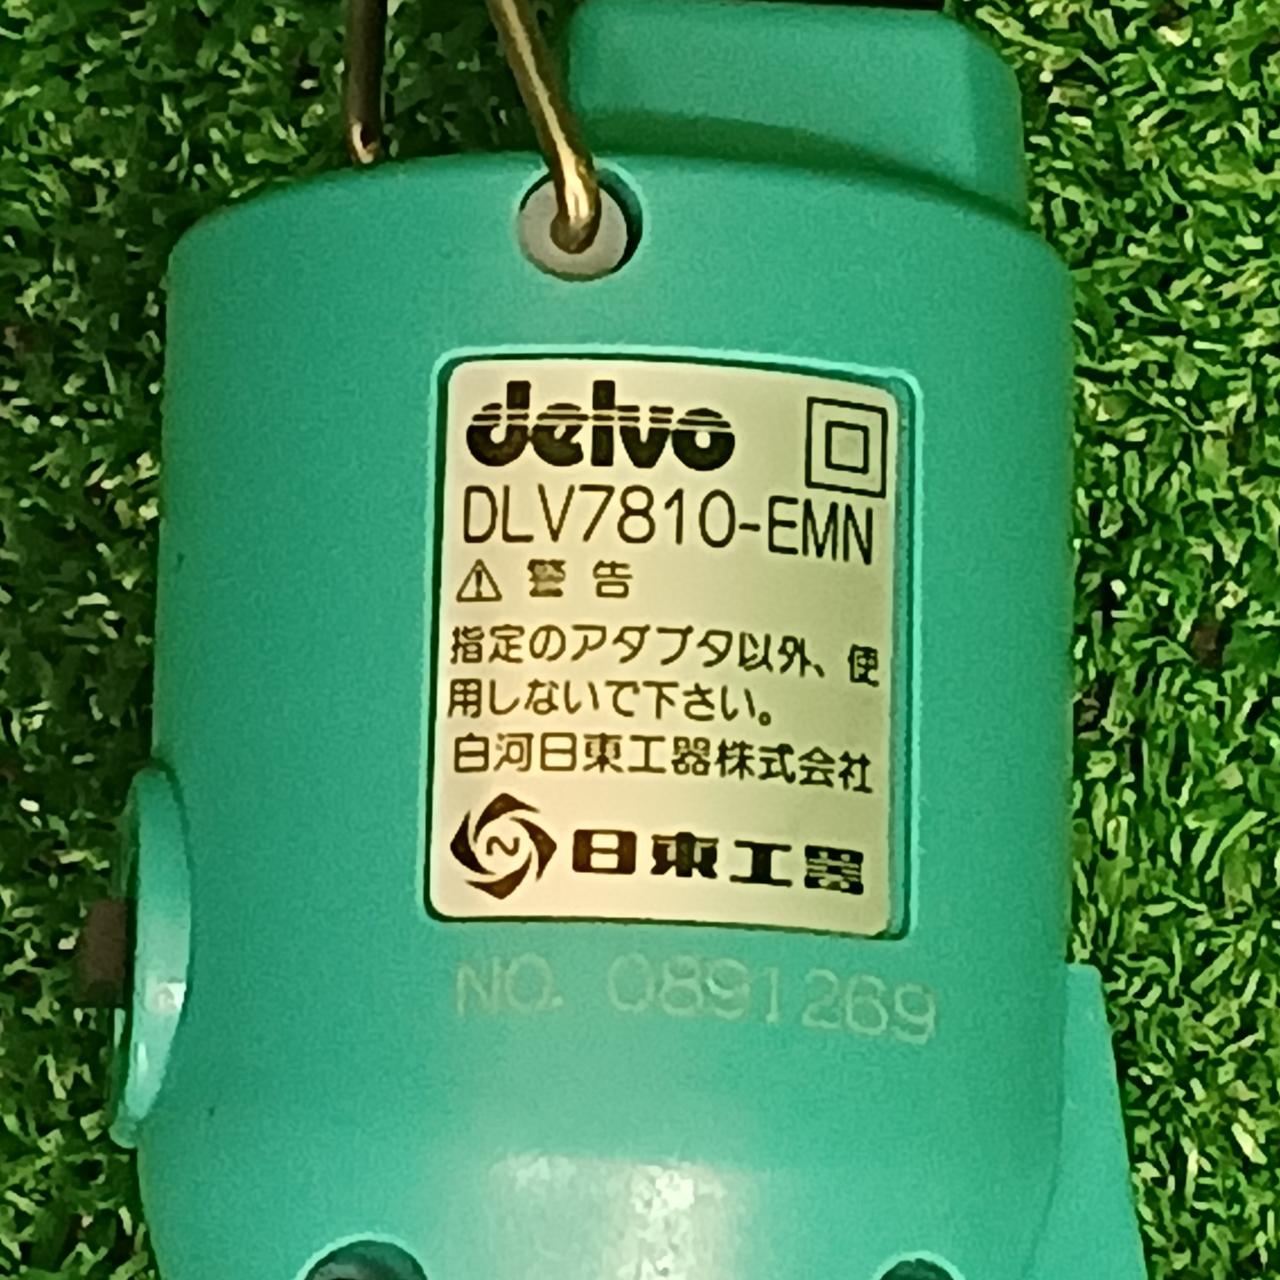 delvo
DLV7810-EMN
警告
指定のアダプタ以外、使
用しないで下さい。
白河日東工器株式会社
N 日東工器
NO. 0891269